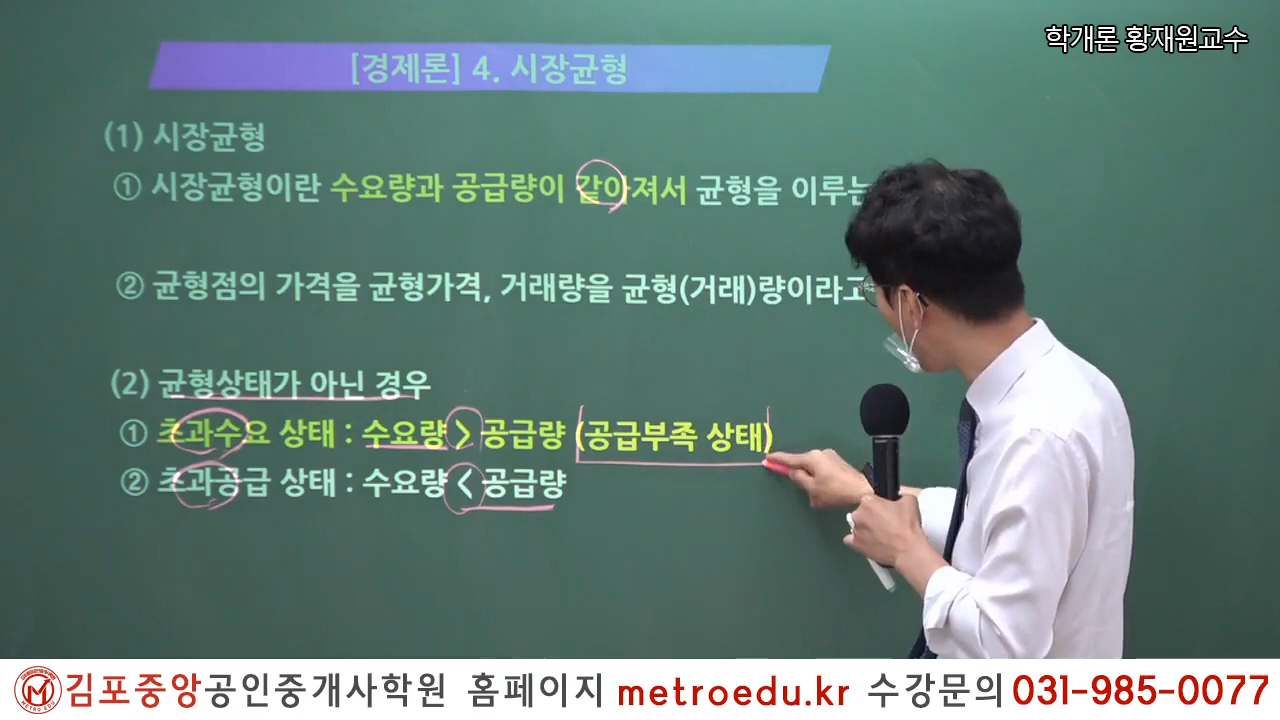 학개론 황재원교수
[경제론] 4. 시장균형
(1) 시장균형
① 시장균형이란 수요량과 공급량이 같아져서 균형을 이루는
② 균형점의 가격을 균형가격, 거래량을 균형(거래)량이라고
(2) 균형상태가 아닌 경우
① 초과수요 상태 : 수요량 > 공급량 (공급부족 상태)
② 초과공급 상태 : 수요량 < 공급량
김포중앙공인중개사학원 홈페이지 metroedu.kr 수강문의 031-985-0077
METRO EDU